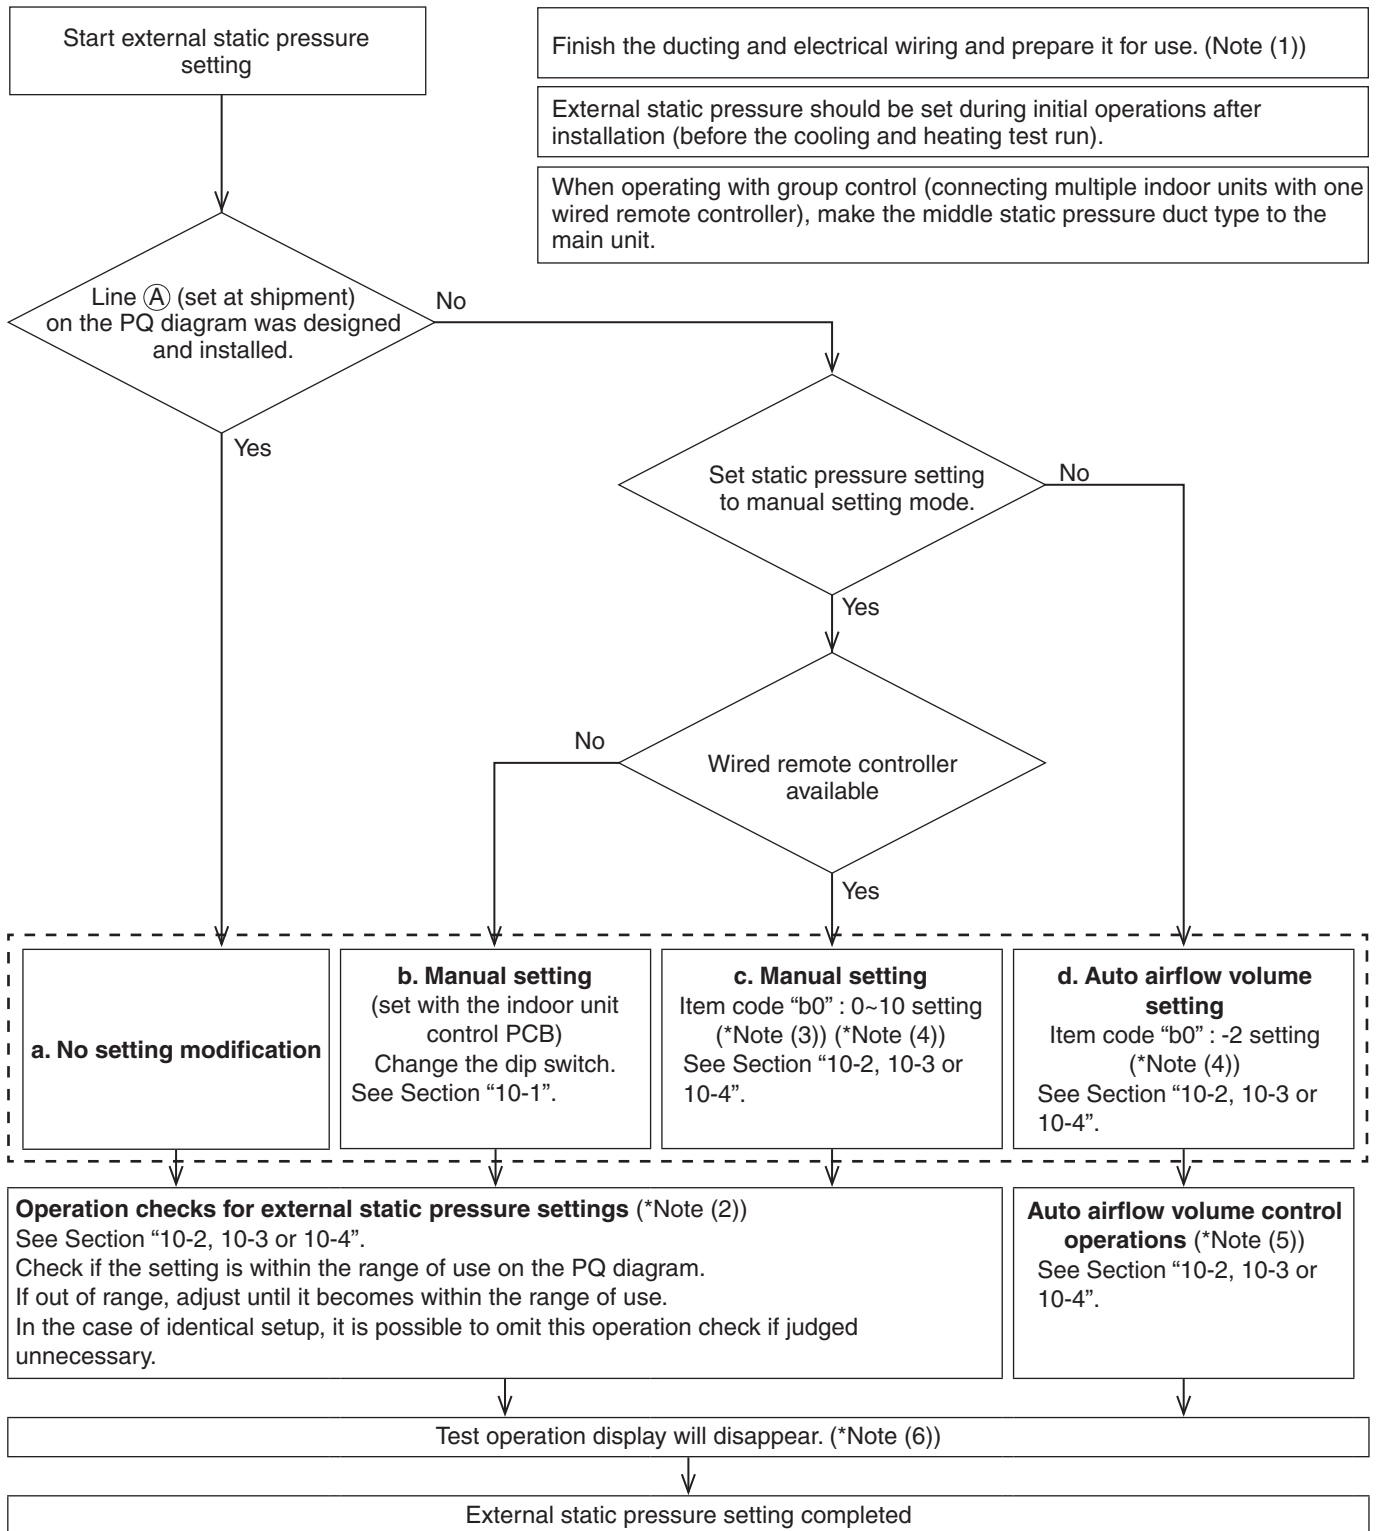 Start external static pressure
setting
Finish the ducting and electrical wiring and prepare it for use. (Note (1))
External static pressure should be set during initial operations after
installation (before the cooling and heating test run).
When operating with group control (connecting multiple indoor units with one
wired remote controller), make the middle static pressure duct type to the
main unit.
Line Ⓐ (set at shipment)
on the PQ diagram was designed
and installed.
No
Yes
Set static pressure setting
to manual setting mode.
No
Yes
Wired remote controller
available
No
Yes
a. No setting modification
b. Manual setting
(set with the indoor unit
control PCB)
Change the dip switch.
See Section “10-1”.
c. Manual setting
Item code “b0” : 0~10 setting
(*Note (3)) (*Note (4))
See Section “10-2, 10-3 or
10-4”.
d. Auto airflow volume
setting
Item code “b0” : -2 setting
(*Note (4))
See Section “10-2, 10-3 or
10-4”.
Operation checks for external static pressure settings (*Note (2))
See Section “10-2, 10-3 or 10-4”.
Check if the setting is within the range of use on the PQ diagram.
If out of range, adjust until it becomes within the range of use.
In the case of identical setup, it is possible to omit this operation check if judged
unnecessary.
Auto airflow volume control
operations (*Note (5))
See Section “10-2, 10-3 or
10-4”.
Test operation display will disappear. (*Note (6))
External static pressure setting completed